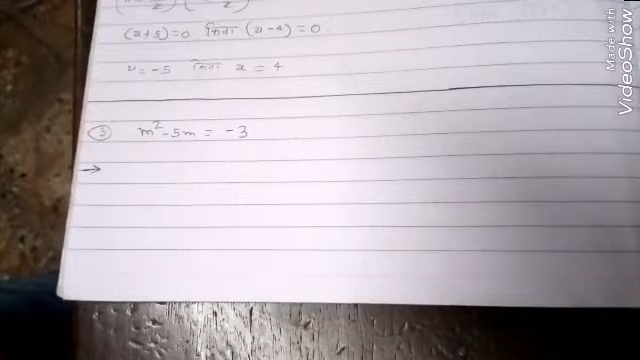 (x+5)=0 किंवा (x-4)=0
x = -5 किंवा x = 4
③ m² - 5m = -3
→
Made with
VideoShow